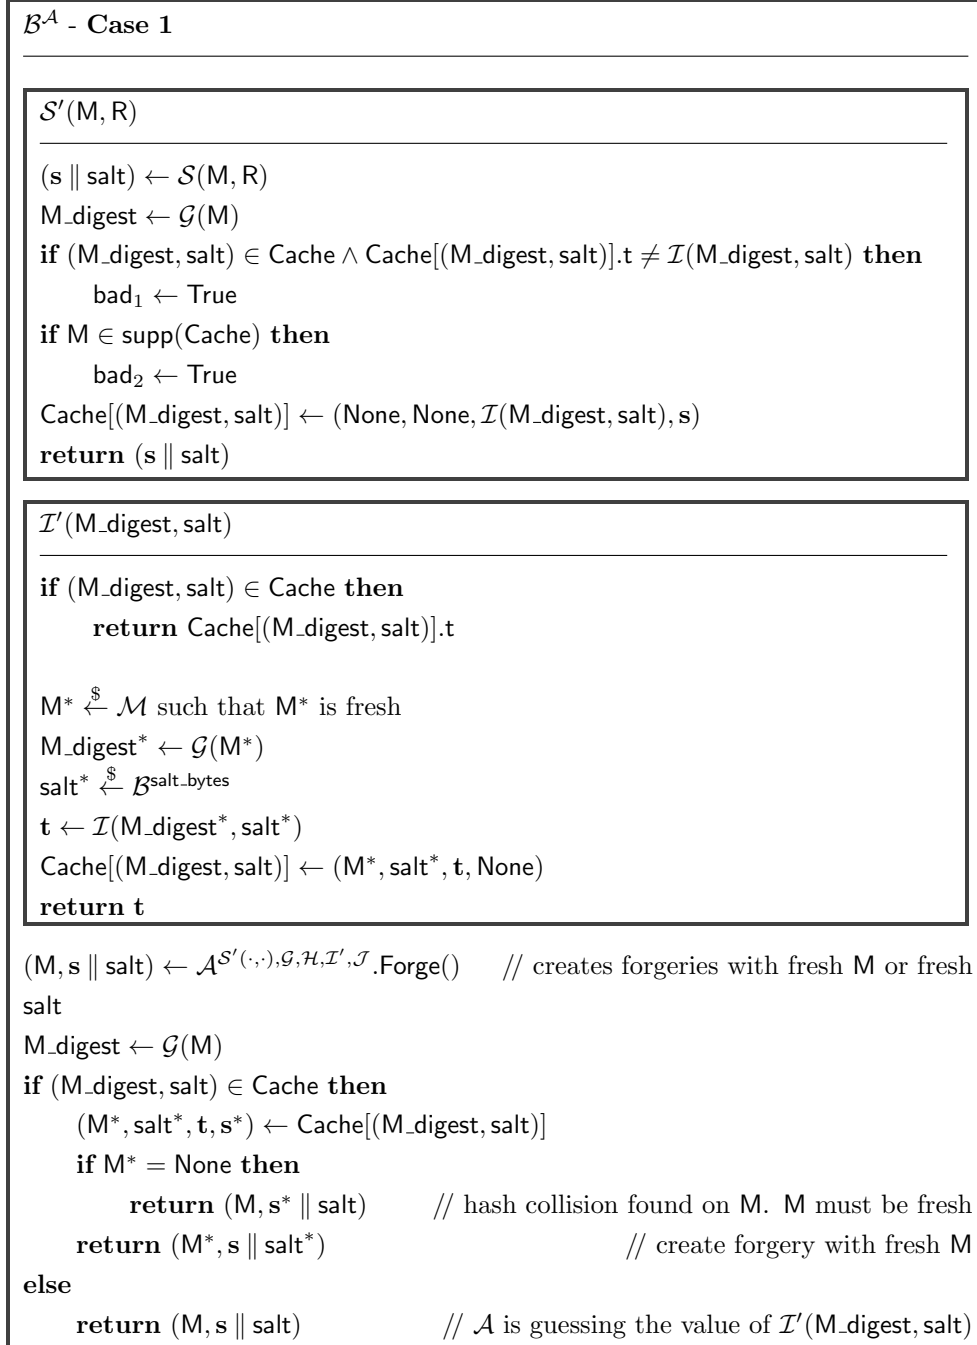 𝓑^𝓐 - Case 1
𝒮′(M, R)
(s ∥ salt) ← 𝒮(M, R)
M_digest ← 𝒢(M)
if (M_digest, salt) ∈ Cache ∧ Cache[(M_digest, salt)].t ≠ ℐ(M_digest, salt) then
bad₁ ← True
if M ∈ supp(Cache) then
bad₂ ← True
Cache[(M_digest, salt)] ← (None, None, ℐ(M_digest, salt), s)
return (s ∥ salt)
ℐ′(M_digest, salt)
if (M_digest, salt) ∈ Cache then
return Cache[(M_digest, salt)].t
M* ←$ ℳ such that M* is fresh
M_digest* ← 𝒢(M*)
salt* ←$ ℬ^salt_bytes
t ← ℐ(M_digest*, salt*)
Cache[(M_digest, salt)] ← (M*, salt*, t, None)
return t
(M, s ∥ salt) ← 𝒜^𝒮′(·,·),𝒢,ℋ,ℐ′,𝒥.Forge() // creates forgeries with fresh M or fresh
salt
M_digest ← 𝒢(M)
if (M_digest, salt) ∈ Cache then
(M*, salt*, t, s*) ← Cache[(M_digest, salt)]
if M* = None then
return (M, s* ∥ salt) // hash collision found on M. M must be fresh
return (M*, s ∥ salt*) // create forgery with fresh M
else
return (M, s ∥ salt) // 𝒜 is guessing the value of ℐ′(M_digest, salt)